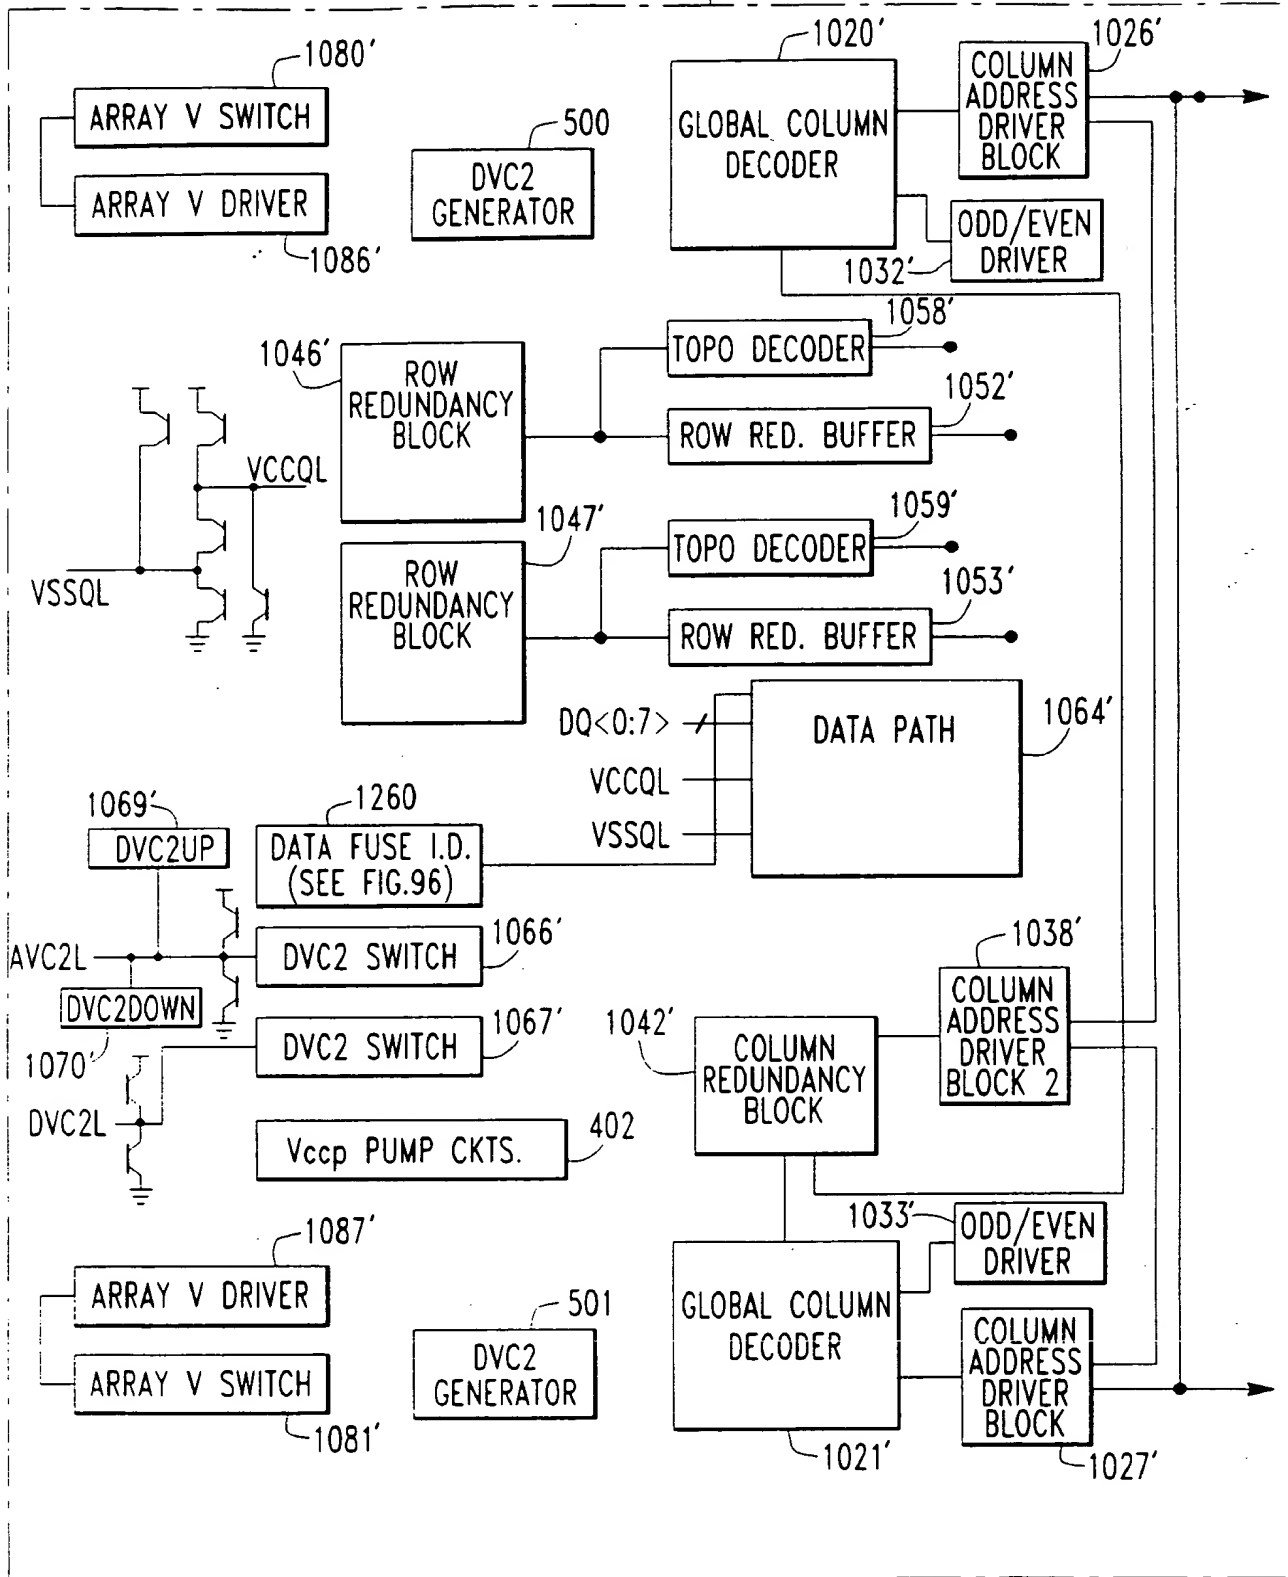 1080′
ARRAY V SWITCH
ARRAY V DRIVER
1086′
500
DVC2
GENERATOR
1020′
GLOBAL COLUMN
DECODER
1026′
COLUMN
ADDRESS
DRIVER
BLOCK
ODD/EVEN
DRIVER
1032′
1046′
ROW
REDUNDANCY
BLOCK
1058′
TOPO DECODER
1052′
ROW RED. BUFFER
VCCQL
VSSQL
1047′
ROW
REDUNDANCY
BLOCK
1059′
TOPO DECODER
1053′
ROW RED. BUFFER
DQ<0:7>
VCCQL
VSSQL
DATA PATH
1064′
1069′
DVC2UP
1260
DATA FUSE I.D.
(SEE FIG.96)
AVC2L
DVC2 SWITCH
1066′
DVC2DOWN
1070′
DVC2 SWITCH
1067′
DVC2L
Vccp PUMP CKTS.
402
1042′
COLUMN
REDUNDANCY
BLOCK
1038′
COLUMN
ADDRESS
DRIVER
BLOCK 2
1087′
ARRAY V DRIVER
ARRAY V SWITCH
1081′
501
DVC2
GENERATOR
1033′
ODD/EVEN
DRIVER
GLOBAL COLUMN
DECODER
1021′
COLUMN
ADDRESS
DRIVER
BLOCK
1027′